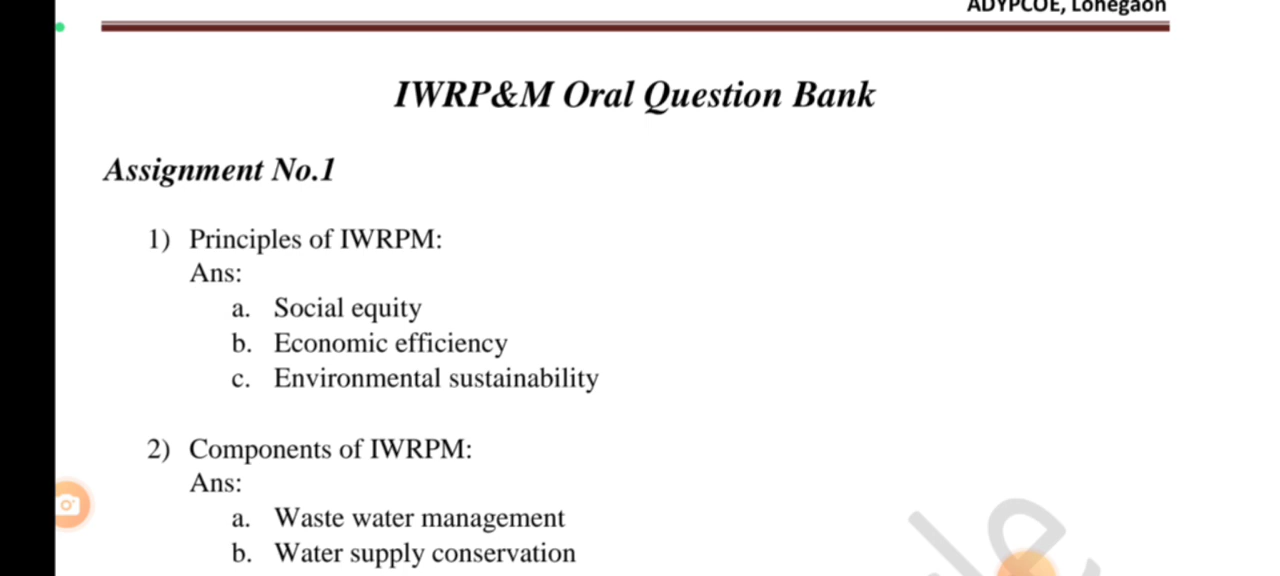 ADYPCOE, Lohegaon
IWRP&M Oral Question Bank
Assignment No.1
1) Principles of IWRPM:
Ans:
a. Social equity
b. Economic efficiency
c. Environmental sustainability
2) Components of IWRPM:
Ans:
a. Waste water management
b. Water supply conservation